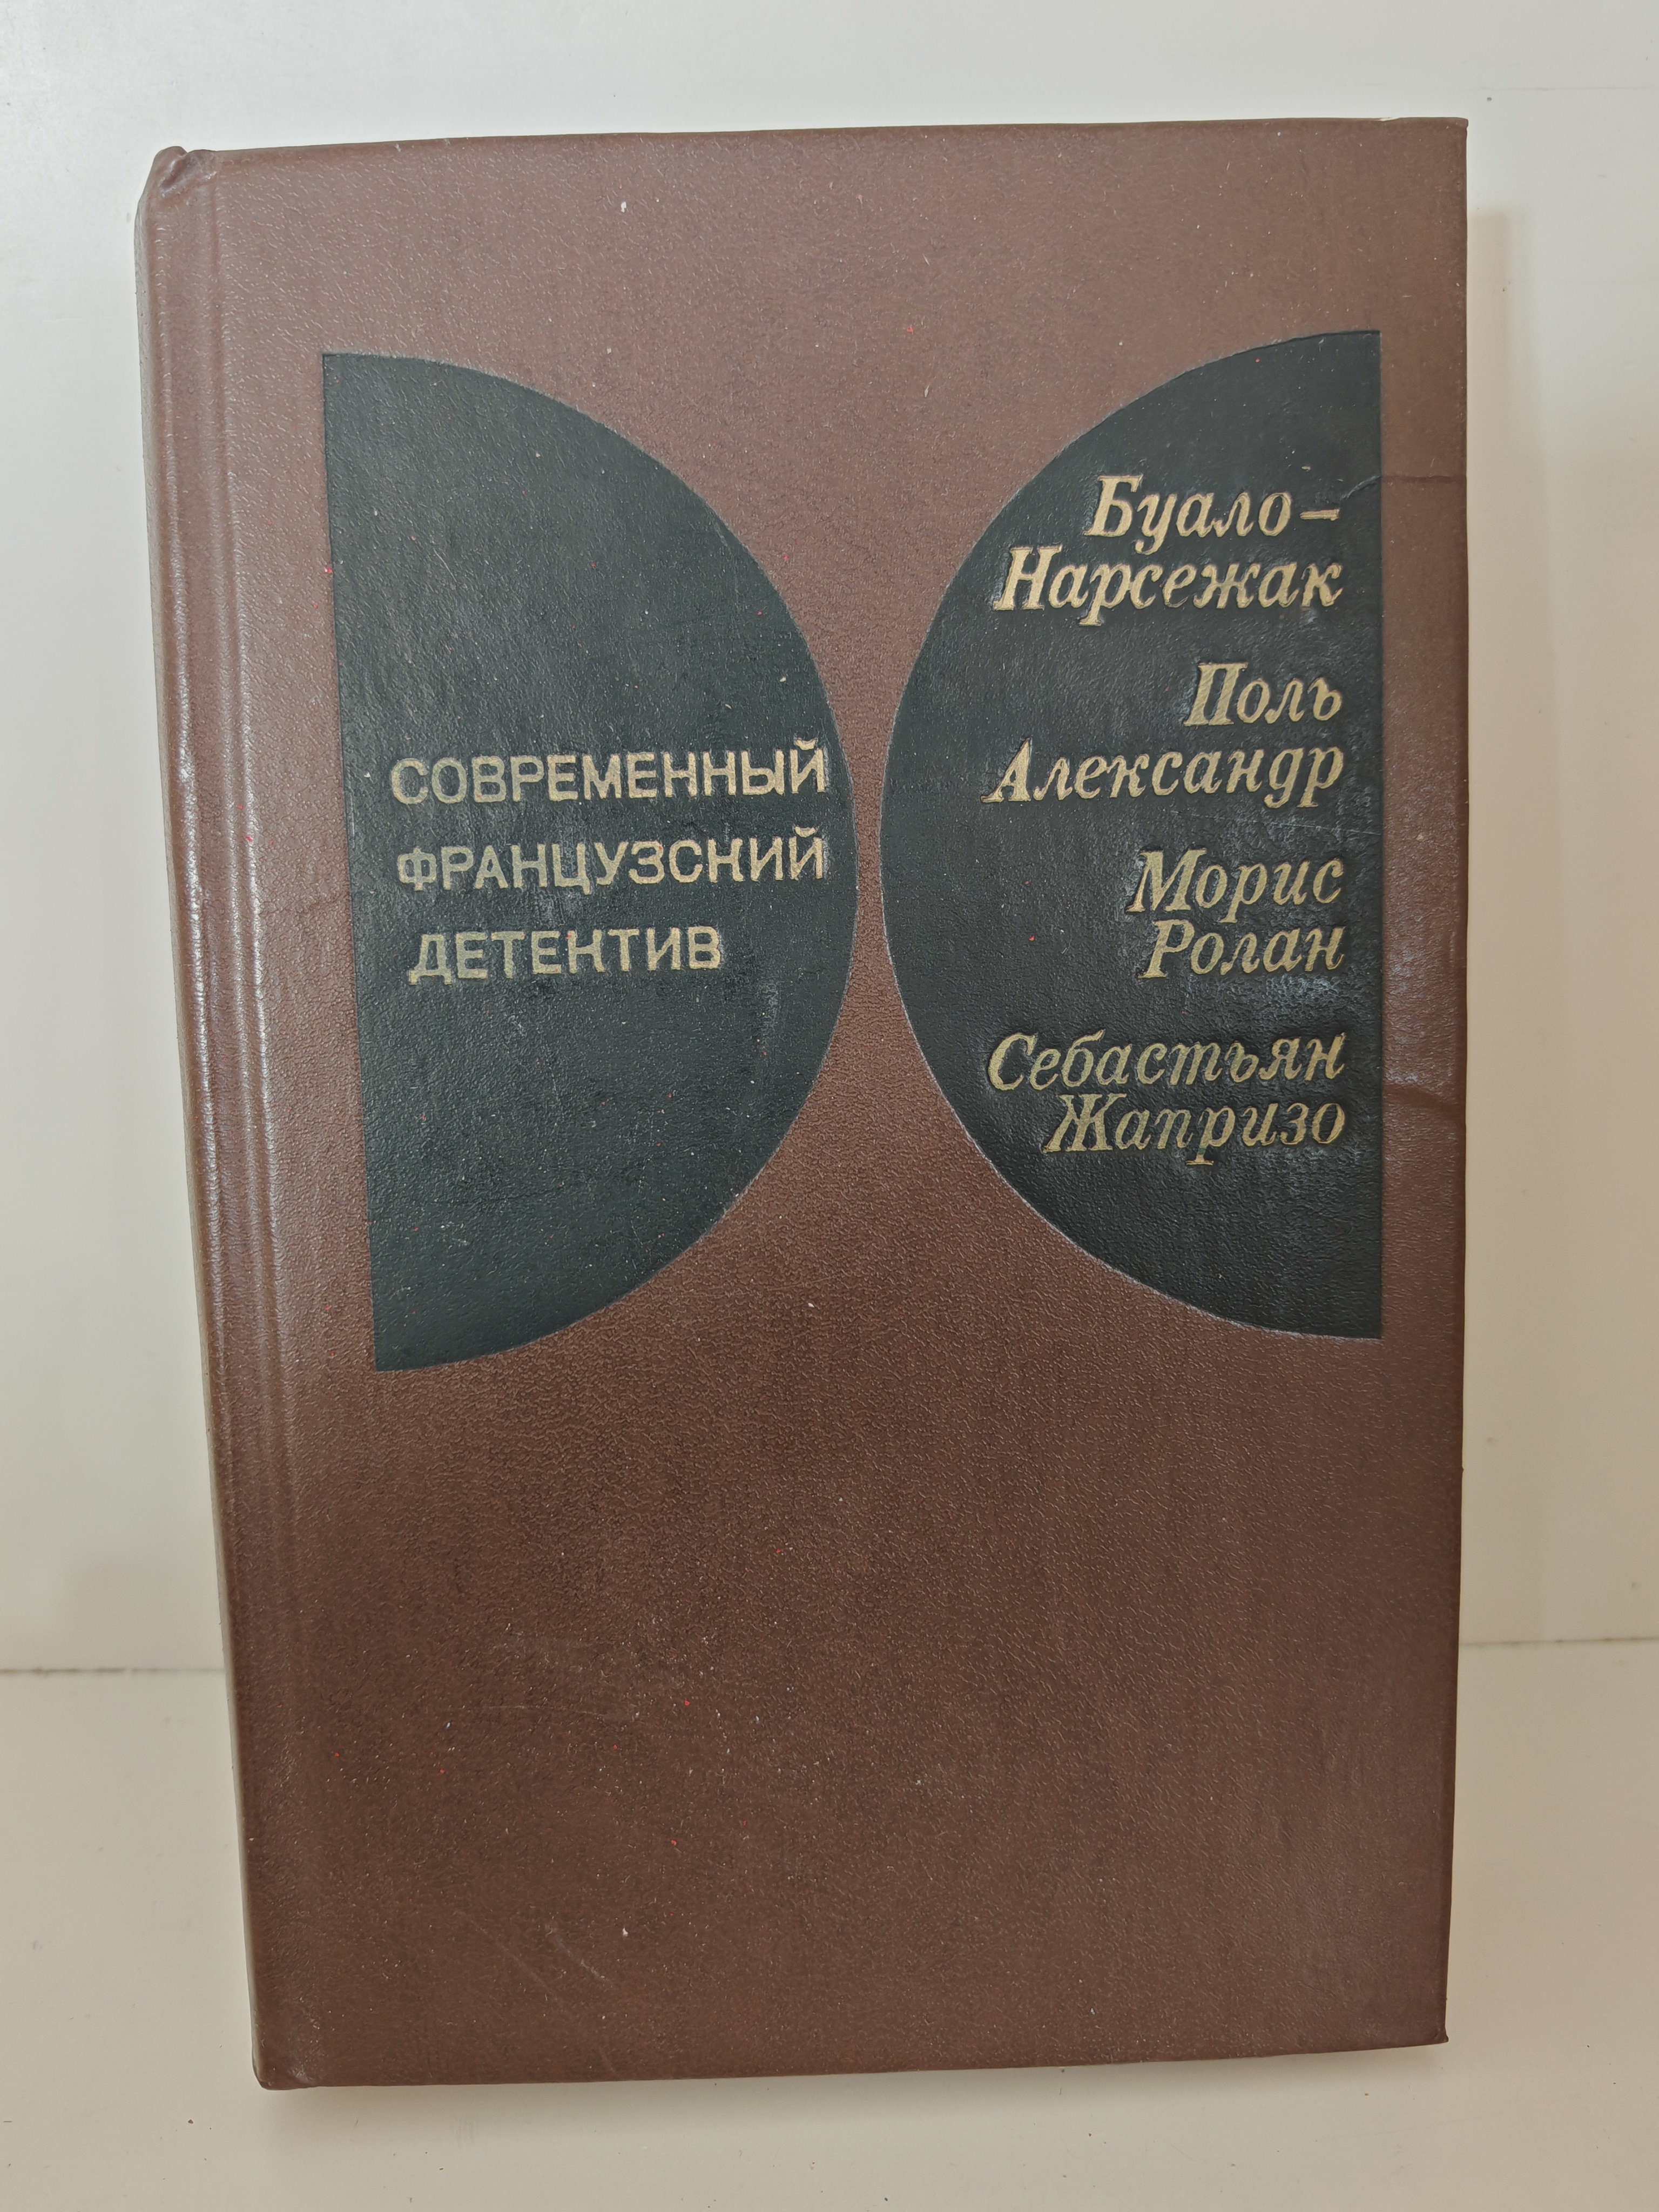 СОВРЕМЕННЫЙ
ФРАНЦУЗСКИЙ
ДЕТЕКТИВ
Буало-
Нарсежак
Поль
Александр
Морис
Ролан
Себастьян
Жапризо